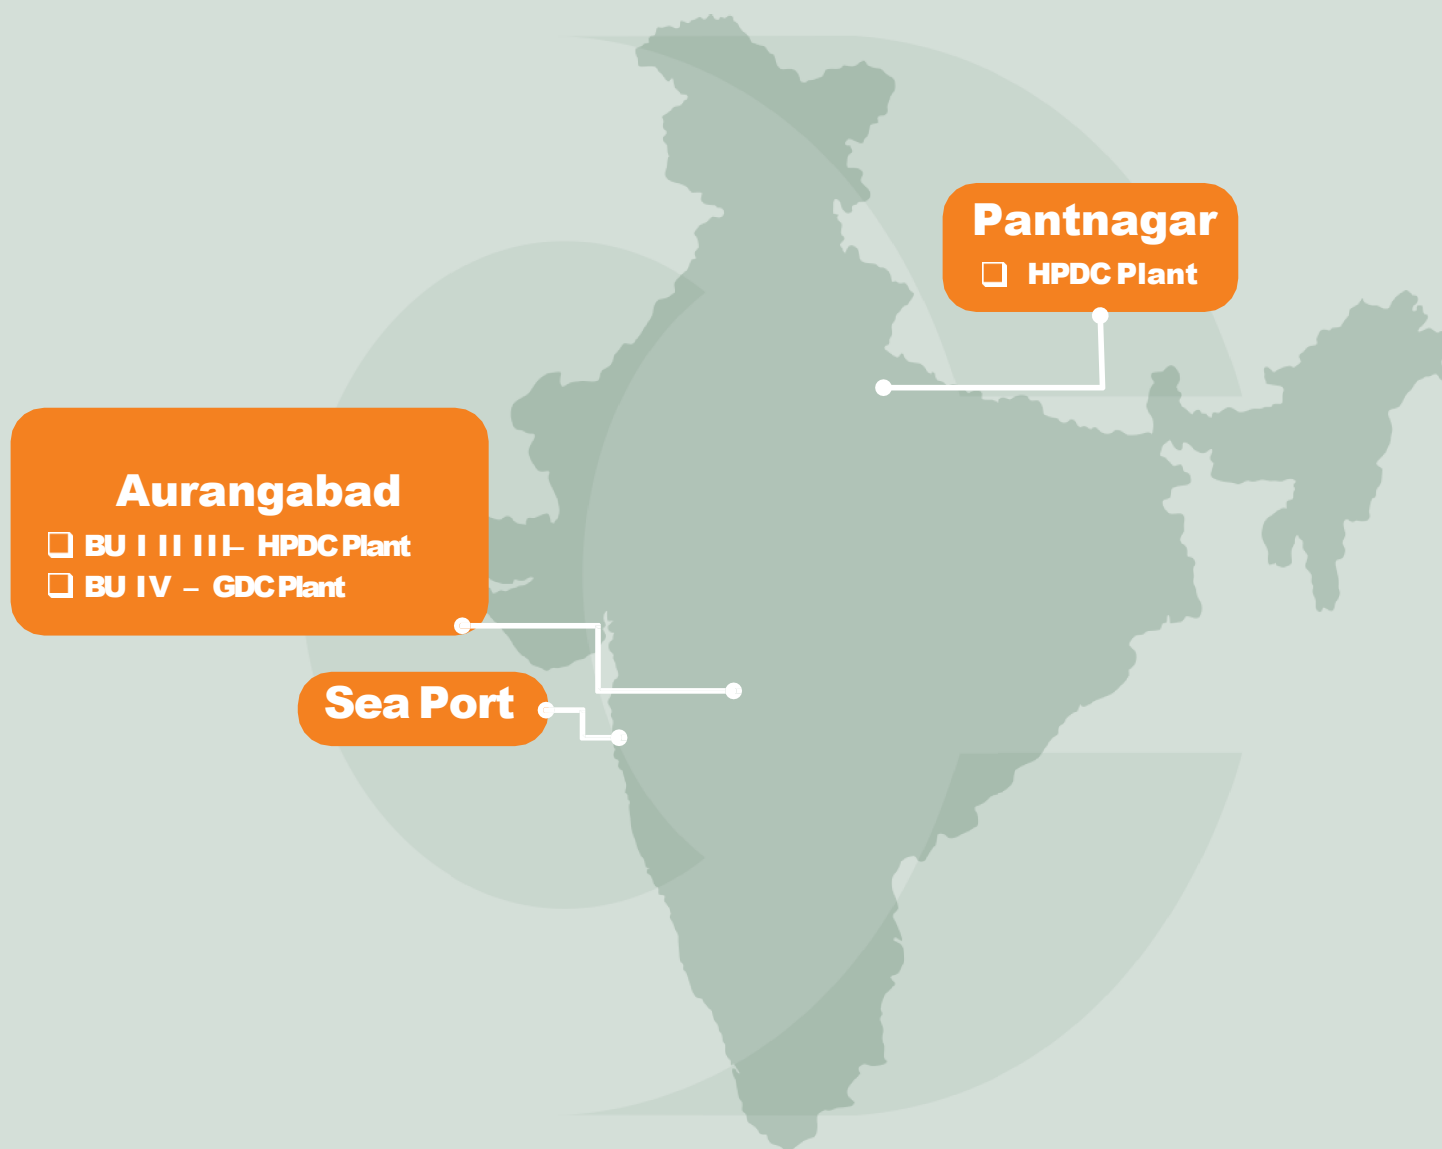 Pantnagar
❑ HPDC Plant
Aurangabad
❑ BU I II III– HPDC Plant
❑ BU IV – GDC Plant
Sea Port